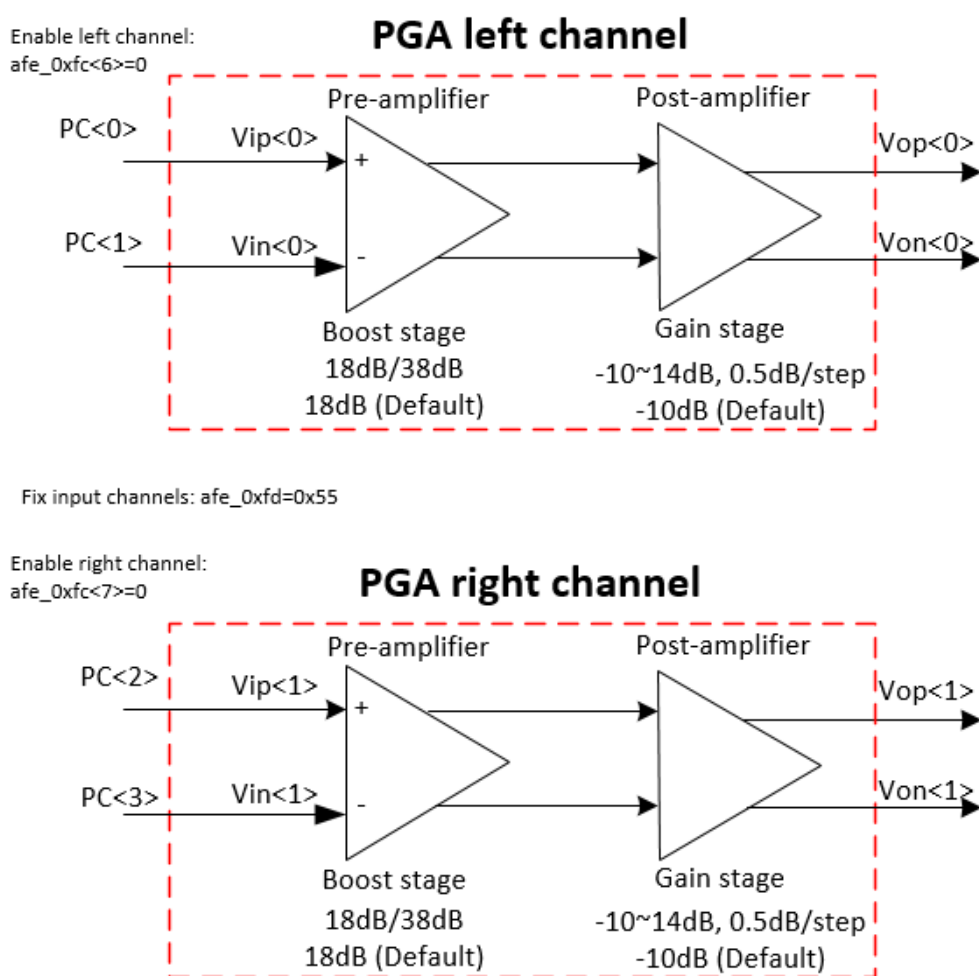 PGA left channel
Enable left channel:
afe_0xfc<6>=0
Pre-amplifier
Post-amplifier
PC<0>
Vip<0>
+
Vop<0>
PC<1>
Vin<0>
-
Von<0>
Boost stage
18dB/38dB
18dB (Default)
Gain stage
-10~14dB, 0.5dB/step
-10dB (Default)
Fix input channels: afe_0xfd=0x55
Enable right channel:
afe_0xfc<7>=0
PGA right channel
Pre-amplifier
Post-amplifier
PC<2>
Vip<1>
+
Vop<1>
PC<3>
Vin<1>
-
Von<1>
Boost stage
18dB/38dB
18dB (Default)
Gain stage
-10~14dB, 0.5dB/step
-10dB (Default)